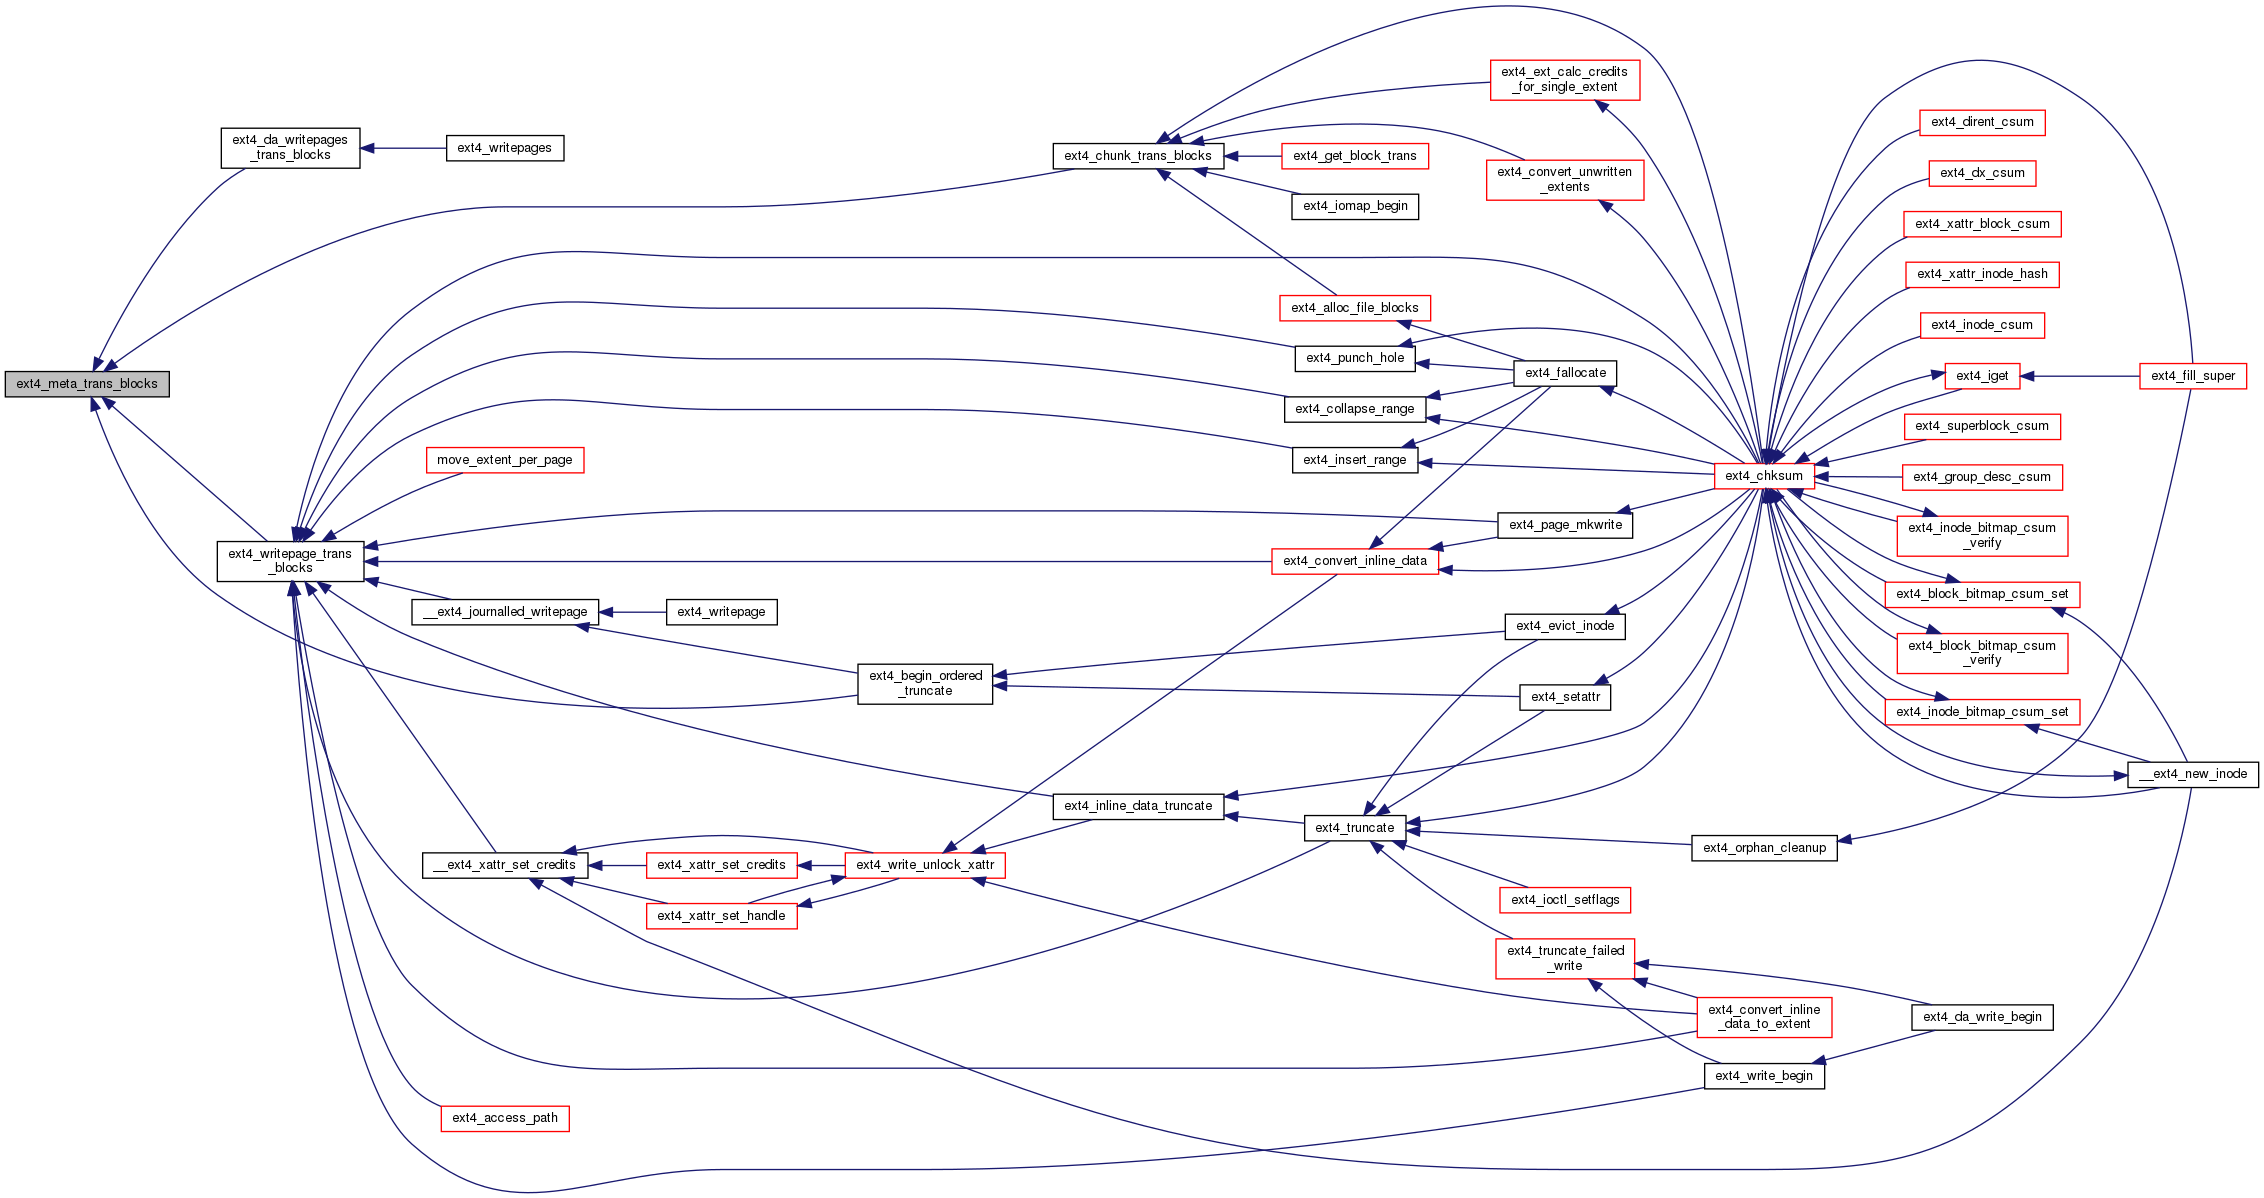 ext4_meta_trans_blocks
ext4_da_writepages
_trans_blocks
ext4_writepages
ext4_writepage_trans
_blocks
move_extent_per_page
__ext4_journalled_writepage
ext4_writepage
ext4_begin_ordered
_truncate
__ext4_xattr_set_credits
ext4_xattr_set_credits
ext4_xattr_set_handle
ext4_write_unlock_xattr
ext4_access_path
ext4_chunk_trans_blocks
ext4_ext_calc_credits
_for_single_extent
ext4_get_block_trans
ext4_convert_unwritten
_extents
ext4_iomap_begin
ext4_alloc_file_blocks
ext4_punch_hole
ext4_fallocate
ext4_collapse_range
ext4_insert_range
ext4_page_mkwrite
ext4_convert_inline_data
ext4_evict_inode
ext4_setattr
ext4_inline_data_truncate
ext4_truncate
ext4_orphan_cleanup
ext4_ioctl_setflags
ext4_truncate_failed
_write
ext4_convert_inline
_data_to_extent
ext4_da_write_begin
ext4_write_begin
ext4_chksum
ext4_dirent_csum
ext4_dx_csum
ext4_xattr_block_csum
ext4_xattr_inode_hash
ext4_inode_csum
ext4_iget
ext4_fill_super
ext4_superblock_csum
ext4_group_desc_csum
ext4_inode_bitmap_csum
_verify
ext4_block_bitmap_csum_set
ext4_block_bitmap_csum
_verify
ext4_inode_bitmap_csum_set
__ext4_new_inode